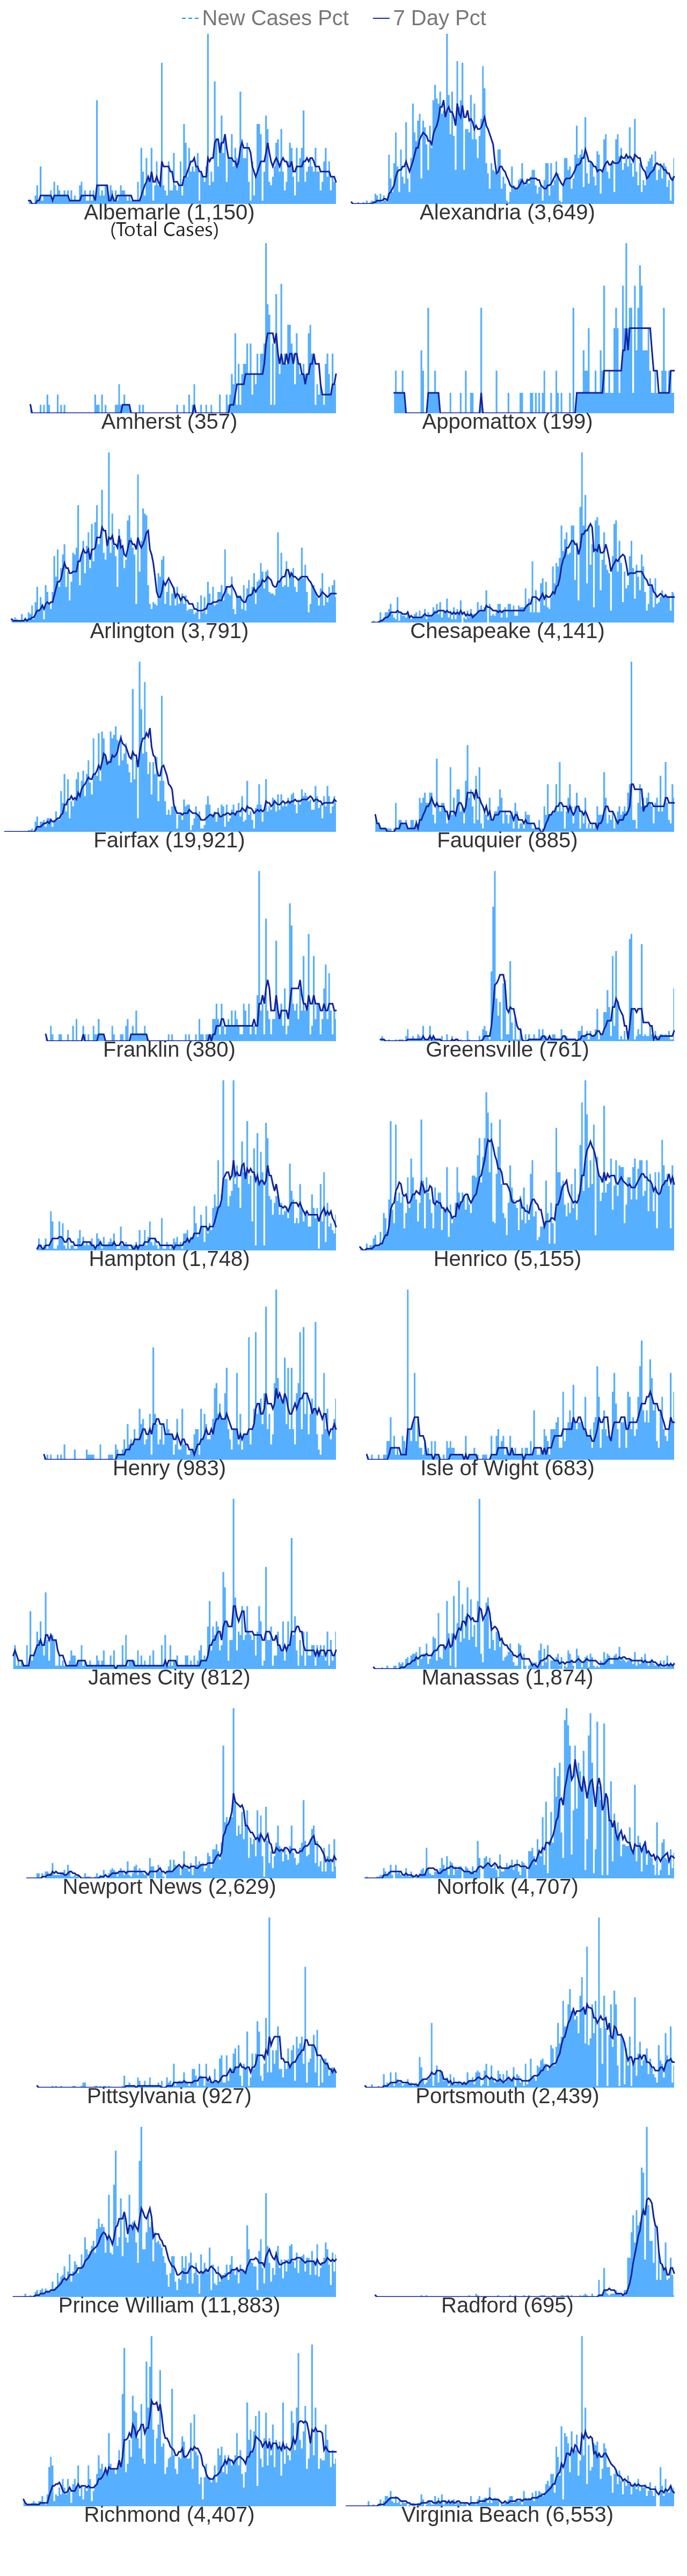 New Cases Pct 7 Day Pct
Albemarle (1,150) Alexandria (3,649)
(Total Cases)
Amherst (357) Appomattox (199)
Arlington (3,791) Chesapeake (4,141)
Fairfax (19,921) Fauquier (885)
Franklin (380) Greensville (761)
Hampton (1,748) Henrico (5,155)
Henry (983) Isle of Wight (683)
James City (812) Manassas (1,874)
Newport News (2,629) Norfolk (4,707)
Pittsylvania (927) Portsmouth (2,439)
Prince William (11,883) Radford (695)
Richmond (4,407) Virginia Beach (6,553)